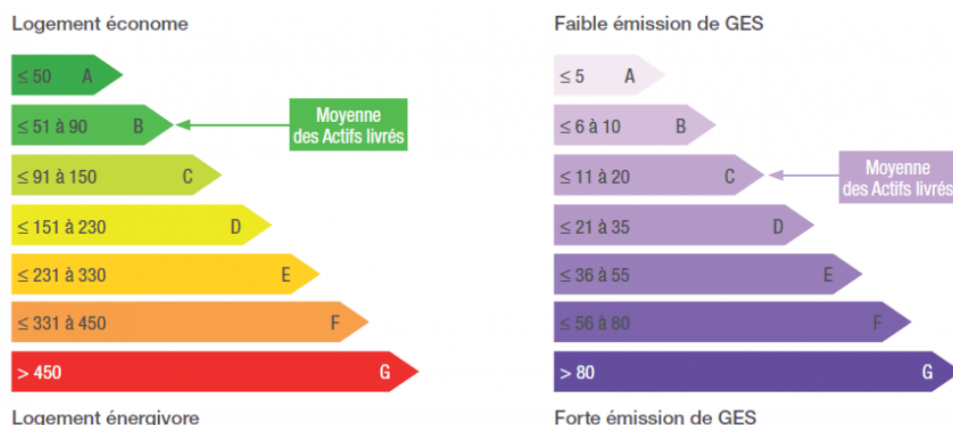 Logement économe
≤ 50 A
≤ 51 à 90 B
Moyenne
des Actifs livrés
≤ 91 à 150 C
≤ 151 à 230 D
≤ 231 à 330 E
≤ 331 à 450 F
> 450 G
Logement énergivore
Faible émission de GES
≤ 5 A
≤ 6 à 10 B
≤ 11 à 20 C
Moyenne
des Actifs livrés
≤ 21 à 35 D
≤ 36 à 55 E
≤ 56 à 80 F
> 80 G
Forte émission de GES